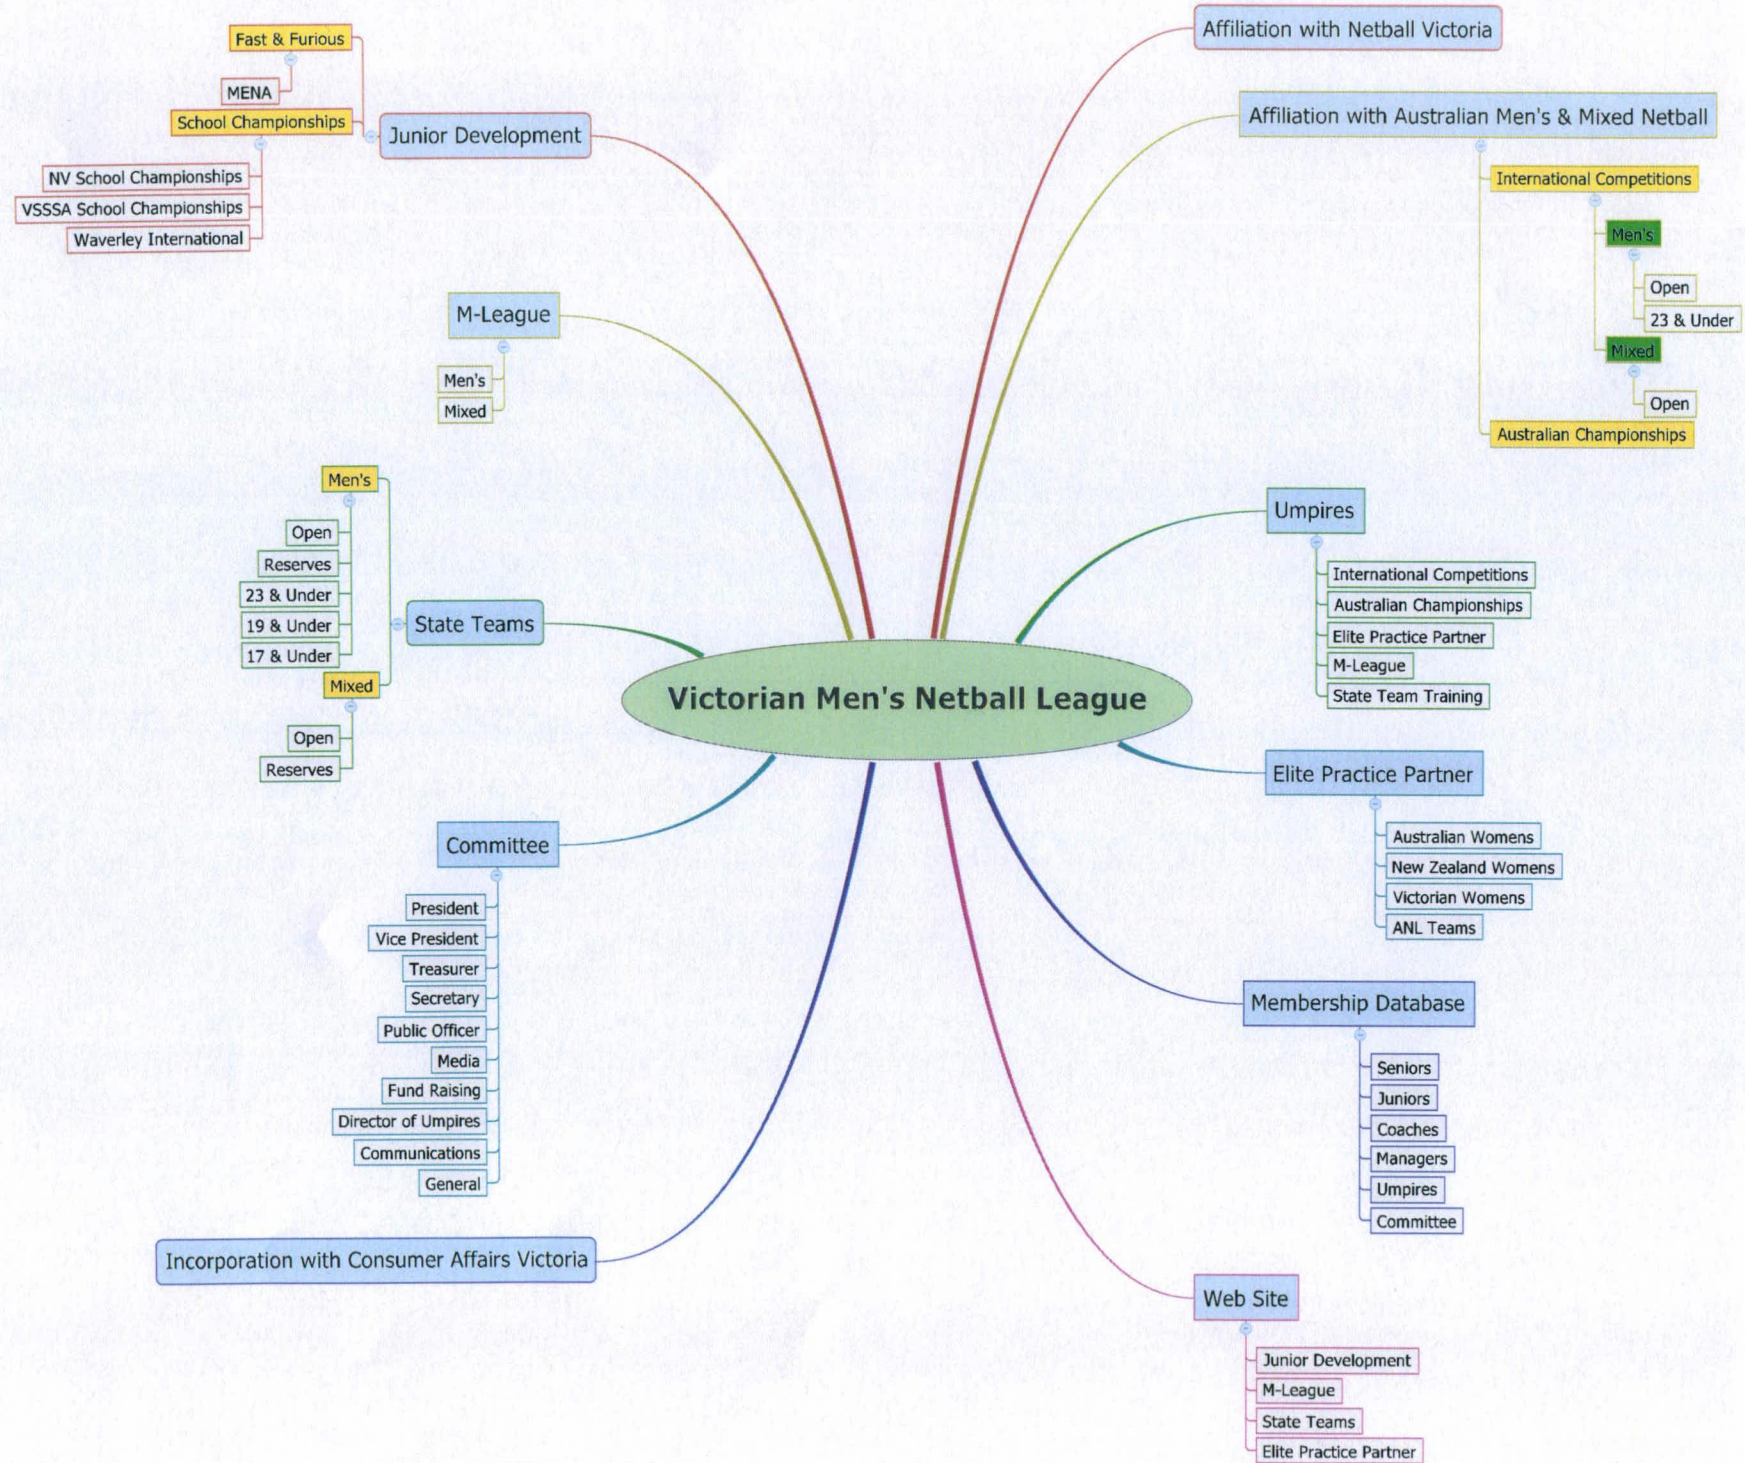 Victorian Men's Netball League
Affiliation with Netball Victoria
Affiliation with Australian Men's & Mixed Netball
International Competitions
Men's
Open
23 & Under
Mixed
Open
Australian Championships
Umpires
International Competitions
Australian Championships
Elite Practice Partner
M-League
State Team Training
Elite Practice Partner
Australian Womens
New Zealand Womens
Victorian Womens
ANL Teams
Membership Database
Seniors
Juniors
Coaches
Managers
Umpires
Committee
Web Site
Junior Development
M-League
State Teams
Elite Practice Partner
Junior Development
Fast & Furious
MENA
School Championships
NV School Championships
VSSSA School Championships
Waverley International
M-League
Men's
Mixed
State Teams
Men's
Open
Reserves
23 & Under
19 & Under
17 & Under
Mixed
Open
Reserves
Committee
President
Vice President
Treasurer
Secretary
Public Officer
Media
Fund Raising
Director of Umpires
Communications
General
Incorporation with Consumer Affairs Victoria